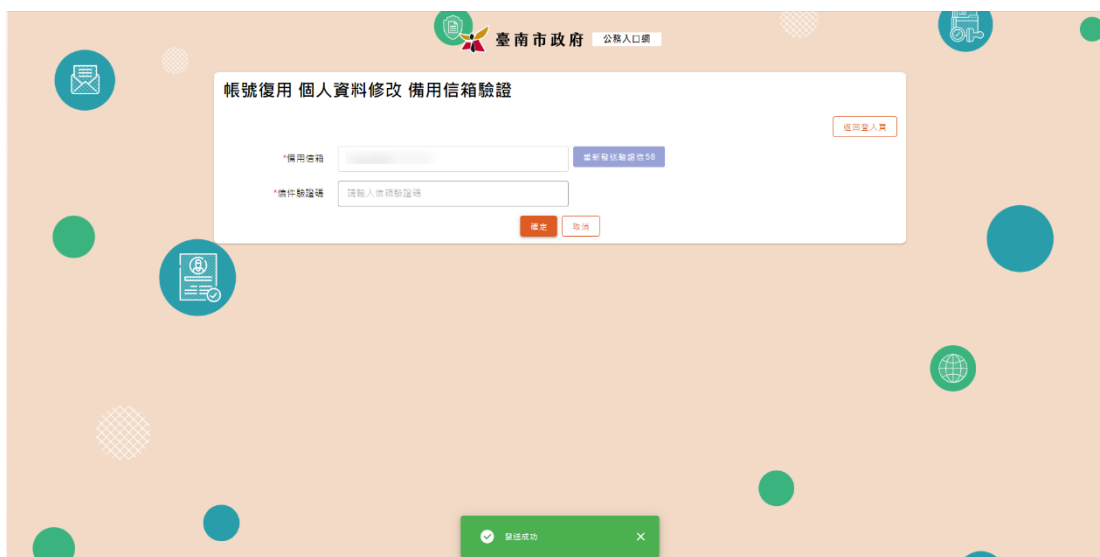 臺南市政府 公務入口網
帳號復用 個人資料修改 備用信箱驗證
返回登入頁
*備用信箱
重新發送驗證信58
*信件驗證碼 請輸入信箱驗證碼
確定 取消
發送成功